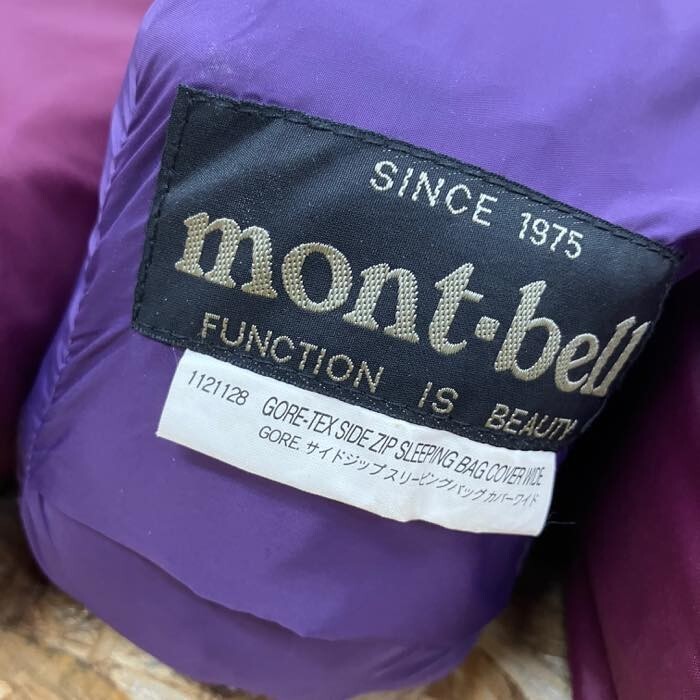 SINCE 1975
mont-bell
FUNCTION IS BEAUTY
1121128 GORE-TEX SIDE ZIP SLEEPING BAG COVER WIDE
GORE. サイドジップスリーピングバッグカバーワイド